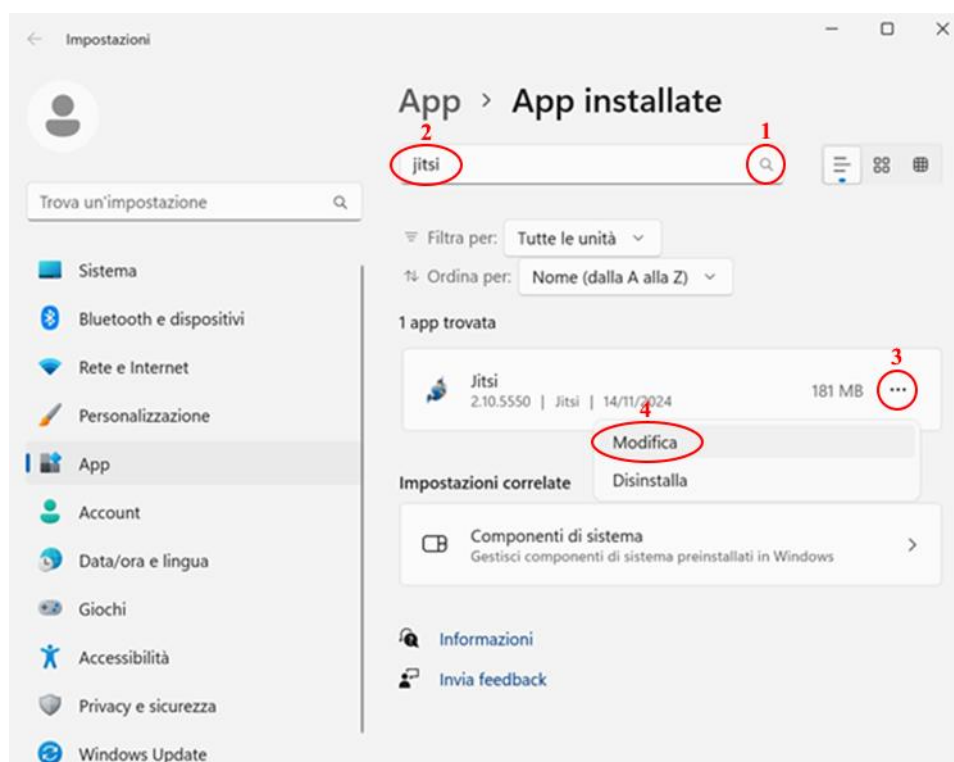 Impostazioni
App > App installate
2
1
jitsi
Trova un'impostazione
Filtra per: Tutte le unità
Ordina per: Nome (dalla A alla Z)
1 app trovata
3
Jitsi
2.10.5550 | Jitsi | 14/11/2024
181 MB
4
Modifica
Disinstalla
Impostazioni correlate
Componenti di sistema
Gestisci componenti di sistema preinstallati in Windows
Informazioni
Invia feedback
Sistema
Bluetooth e dispositivi
Rete e Internet
Personalizzazione
App
Account
Data/ora e lingua
Giochi
Accessibilità
Privacy e sicurezza
Windows Update